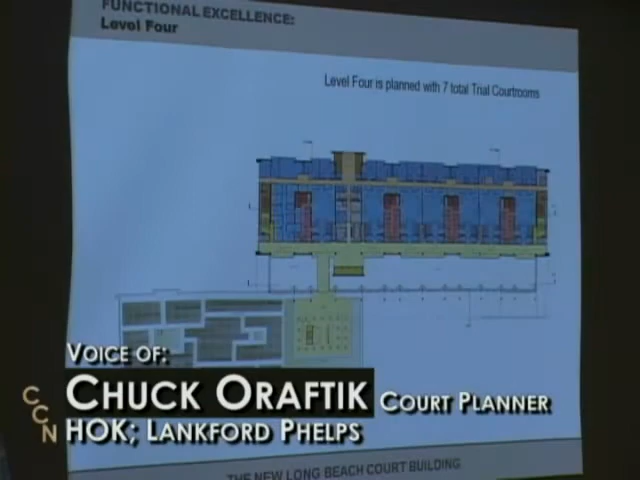 FUNCTIONAL EXCELLENCE:
Level Four
Level Four is planned with 7 total Trial Courtrooms
VOICE OF:
CHUCK ORAFTIK COURT PLANNER
HOK; LANKFORD PHELPS
CCN
THE NEW LONG BEACH COURT BUILDING